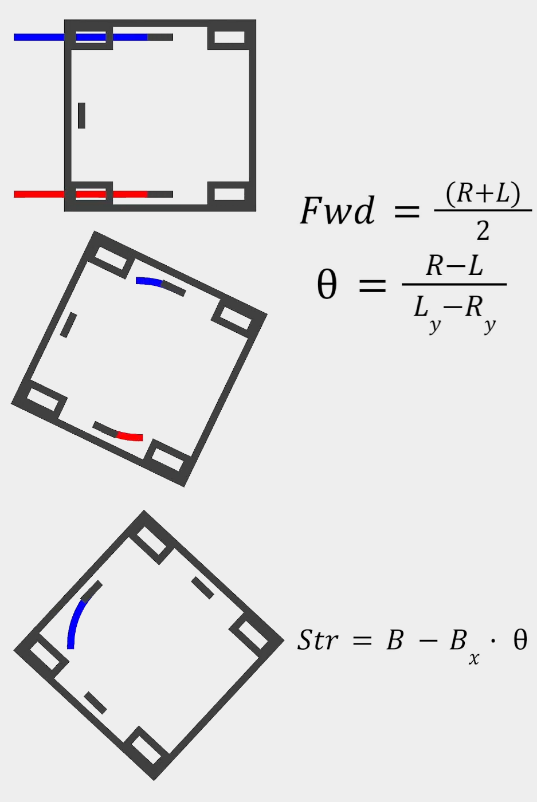 Fwd = (R+L) / 2
θ = R−L / L_y−R_y
Str = B − B_x · θ